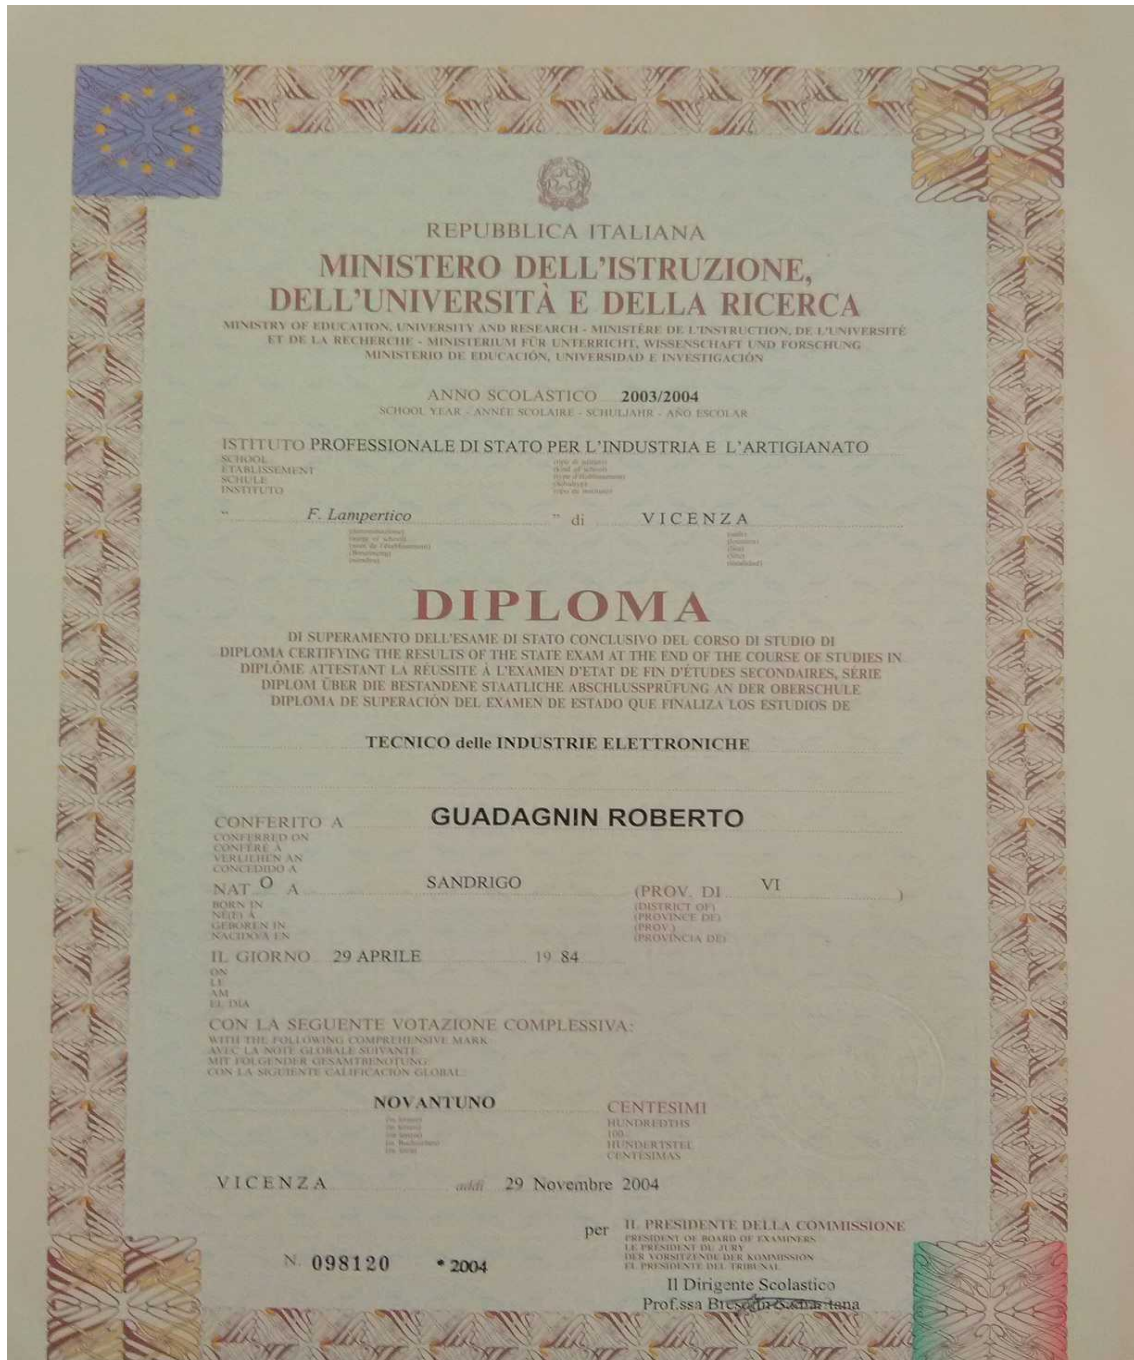 REPUBBLICA ITALIANA
MINISTERO DELL'ISTRUZIONE,
DELL'UNIVERSITÀ E DELLA RICERCA
MINISTRY OF EDUCATION, UNIVERSITY AND RESEARCH - MINISTÈRE DE L'INSTRUCTION, DE L'UNIVERSITÉ
ET DE LA RECHERCHE - MINISTERIUM FÜR UNTERRICHT, WISSENSCHAFT UND FORSCHUNG
MINISTERIO DE EDUCACIÓN, UNIVERSIDAD E INVESTIGACIÓN
ANNO SCOLASTICO 2003/2004
SCHOOL YEAR - ANNÉE SCOLAIRE - SCHULJAHR - AÑO ESCOLAR
ISTITUTO PROFESSIONALE DI STATO PER L'INDUSTRIA E L'ARTIGIANATO
SCHOOL
ÉTABLISSEMENT
SCHULE
INSTITUTO
" F. Lampertico " di VICENZA
DIPLOMA
DI SUPERAMENTO DELL'ESAME DI STATO CONCLUSIVO DEL CORSO DI STUDIO DI
DIPLOMA CERTIFYING THE RESULTS OF THE STATE EXAM AT THE END OF THE COURSE OF STUDIES IN
DIPLÔME ATTESTANT LA RÉUSSITE À L'EXAMEN D'ETAT DE FIN D'ÉTUDES SECONDAIRES, SÉRIE
DIPLOM ÜBER DIE BESTANDENE STAATLICHE ABSCHLUSSPRÜFUNG AN DER OBERSCHULE
DIPLOMA DE SUPERACIÓN DEL EXAMEN DE ESTADO QUE FINALIZA LOS ESTUDIOS DE
TECNICO delle INDUSTRIE ELETTRONICHE
CONFERITO A GUADAGNIN ROBERTO
CONFERRED ON
CONFÉRÉ À
VERLIEHEN AN
CONCEDIDO A
NAT O A SANDRIGO (PROV. DI VI )
BORN IN (DISTRICT OF)
NÉ(E) À (PROVINCE DE)
GEBOREN IN (PROV.)
NACIDO/A EN (PROVINCIA DE)
IL GIORNO 29 APRILE 19 84
ON
LE
AM
EL DÍA
CON LA SEGUENTE VOTAZIONE COMPLESSIVA:
WITH THE FOLLOWING COMPREHENSIVE MARK:
AVEC LA NOTE GLOBALE SUIVANTE:
MIT FOLGENDER GESAMTBENOTUNG:
CON LA SIGUIENTE CALIFICACIÓN GLOBAL:
NOVANTUNO CENTESIMI
HUNDREDTHS
100
HUNDERTSTEL
CENTÉSIMAS
VICENZA addì 29 Novembre 2004
per IL PRESIDENTE DELLA COMMISSIONE
PRESIDENT OF BOARD OF EXAMINERS
LE PRÉSIDENT DU JURY
DER VORSITZENDE DER KOMMISSION
EL PRESIDENTE DEL TRIBUNAL
N. 098120 * 2004
Il Dirigente Scolastico
Prof.ssa